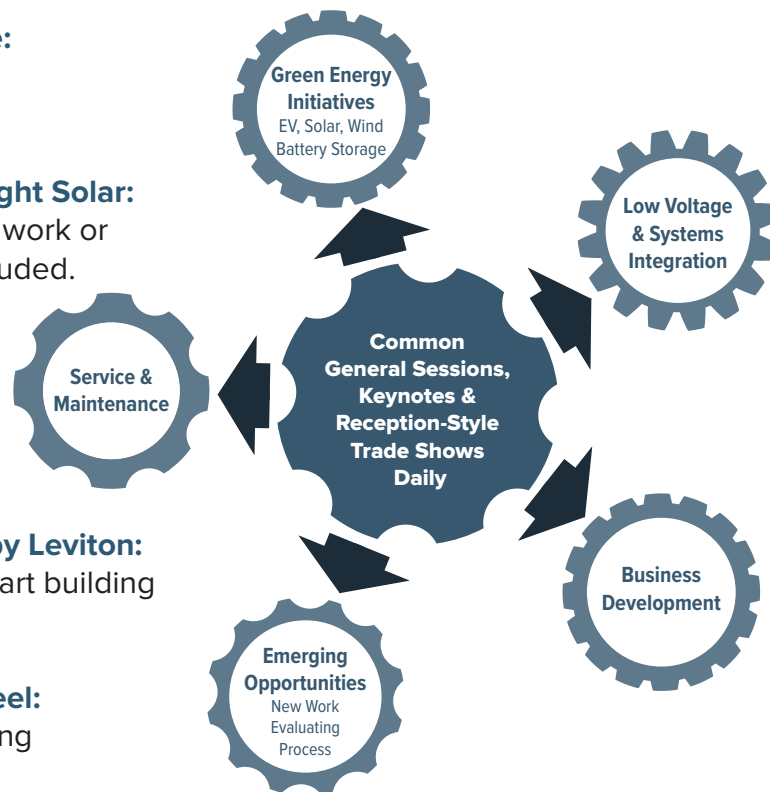 e:
ght Solar:
work or
uded.
by Leviton:
art building
eel:
ng
Green Energy
Initiatives
EV, Solar, Wind
Battery Storage
Low Voltage
& Systems
Integration
Service &
Maintenance
Common
General Sessions,
Keynotes &
Reception-Style
Trade Shows
Daily
Business
Development
Emerging
Opportunities
New Work
Evaluating
Process